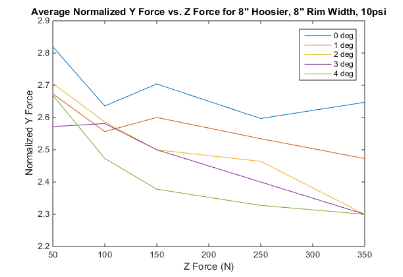 Average Normalized Y Force vs. Z Force for 8" Hoosier, 8" Rim Width, 10psi
2.9
2.8
2.7
2.6
2.5
2.4
2.3
2.2
Normalized Y Force
0 deg
1 deg
2 deg
3 deg
4 deg
50 100 150 200 250 300 350
Z Force (N)